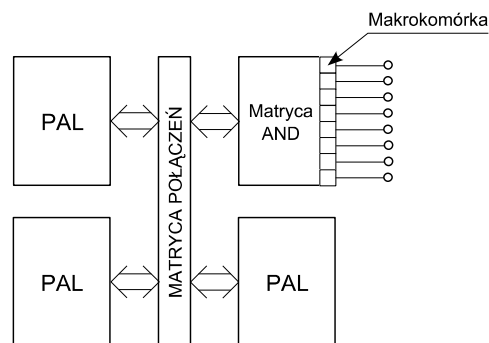 Makrokomórka
PAL
MATRYCA POŁĄCZEŃ
Matryca
AND
PAL
PAL